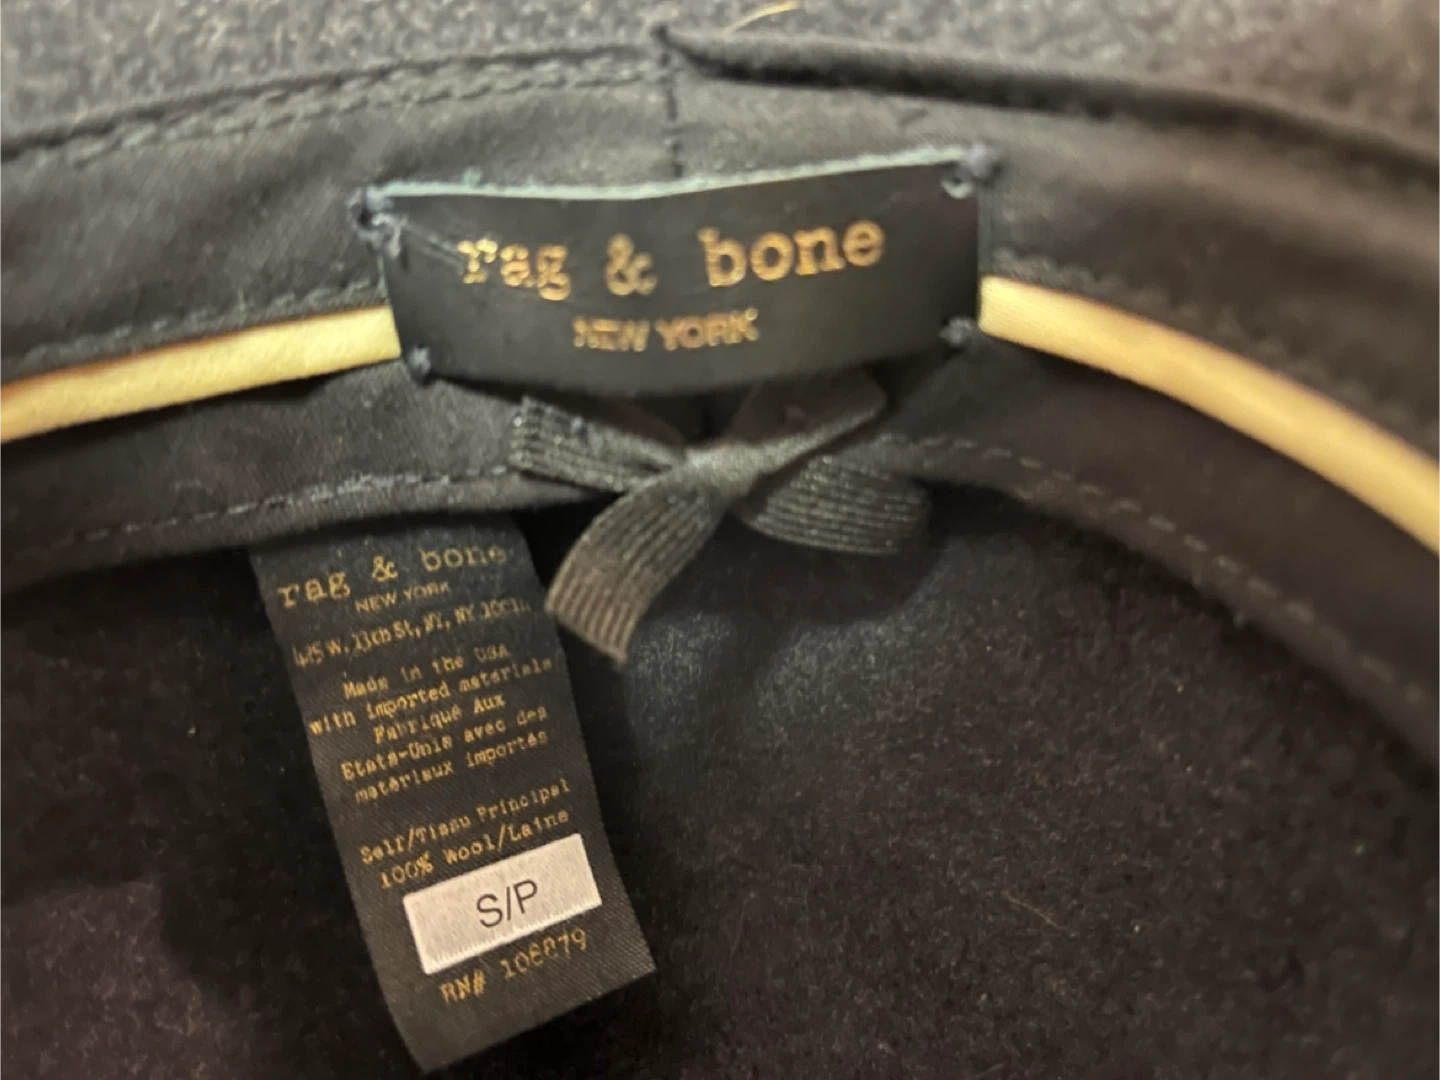 rag & bone
NEW YORK
rag & bone
NEW YORK
425 W. 13th St, #2, NY, NY
Made in the USA
with imported materials
Fabriqué Aux
Etats-Unis avec des
matériaux importés
Self/Tissu Principal
100% Wool/Laine
S/P
RN# 106879